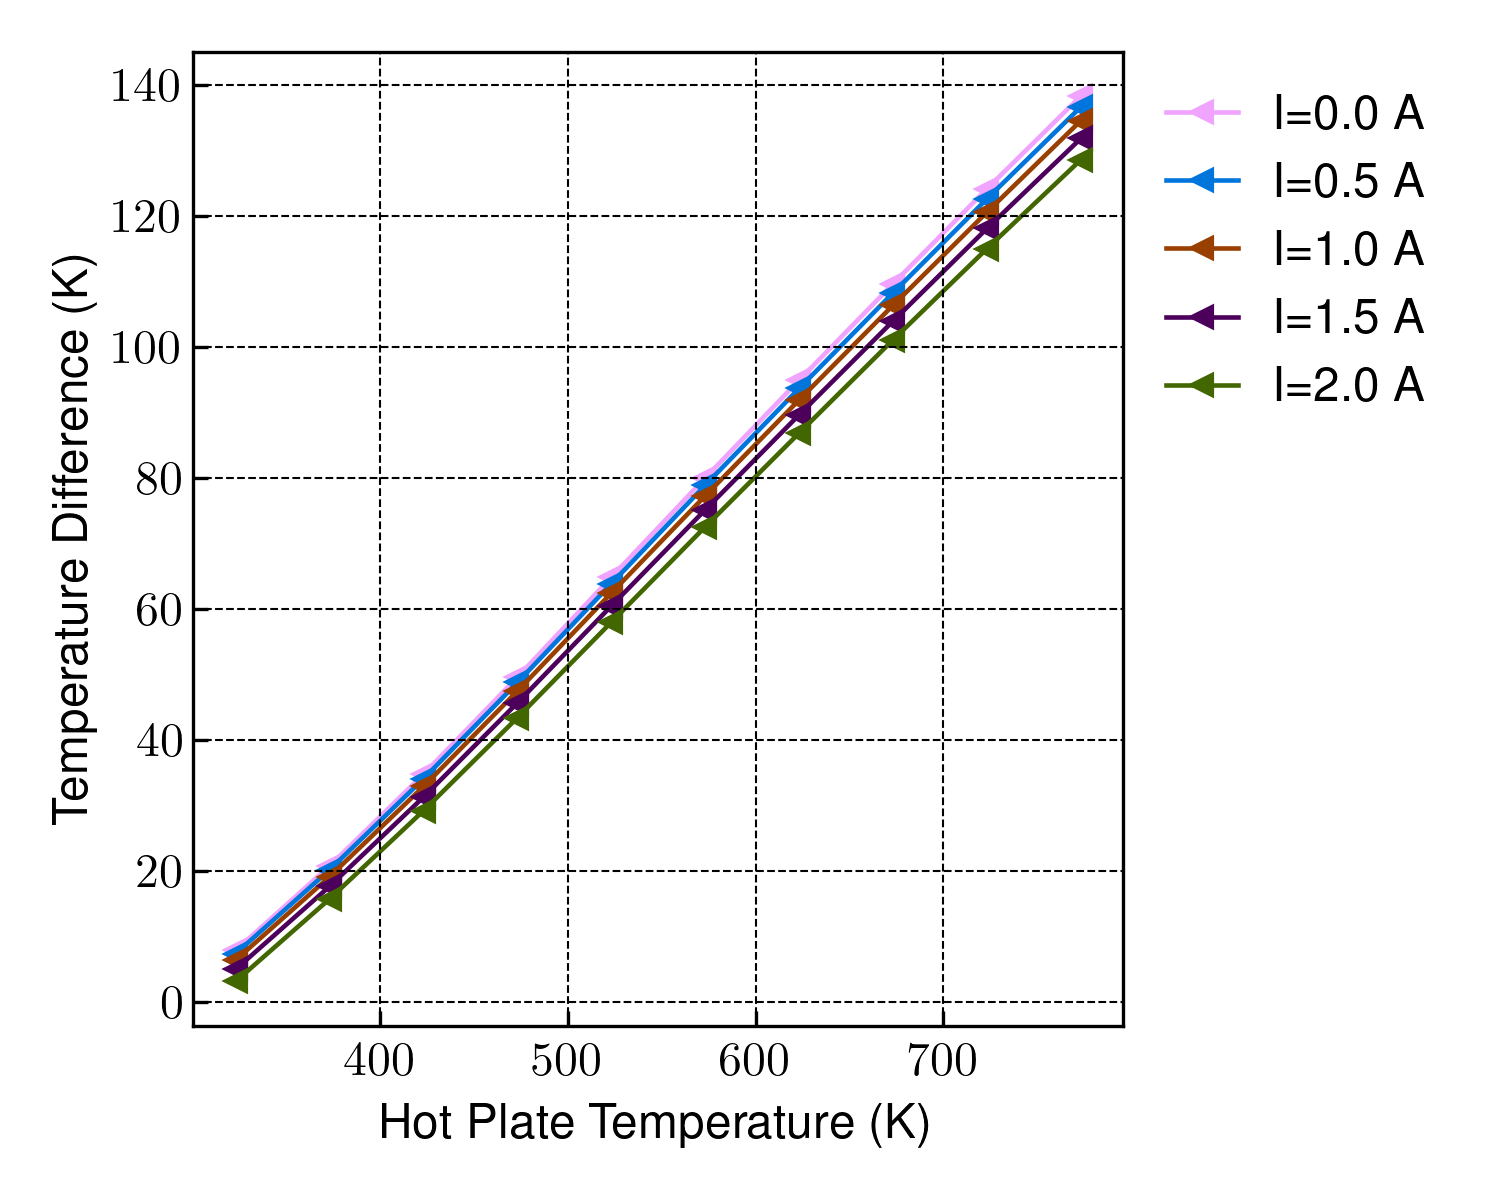 140
120
100
80
60
40
20
0
Temperature Difference (K)
400 500 600 700
Hot Plate Temperature (K)
I=0.0 A
I=0.5 A
I=1.0 A
I=1.5 A
I=2.0 A